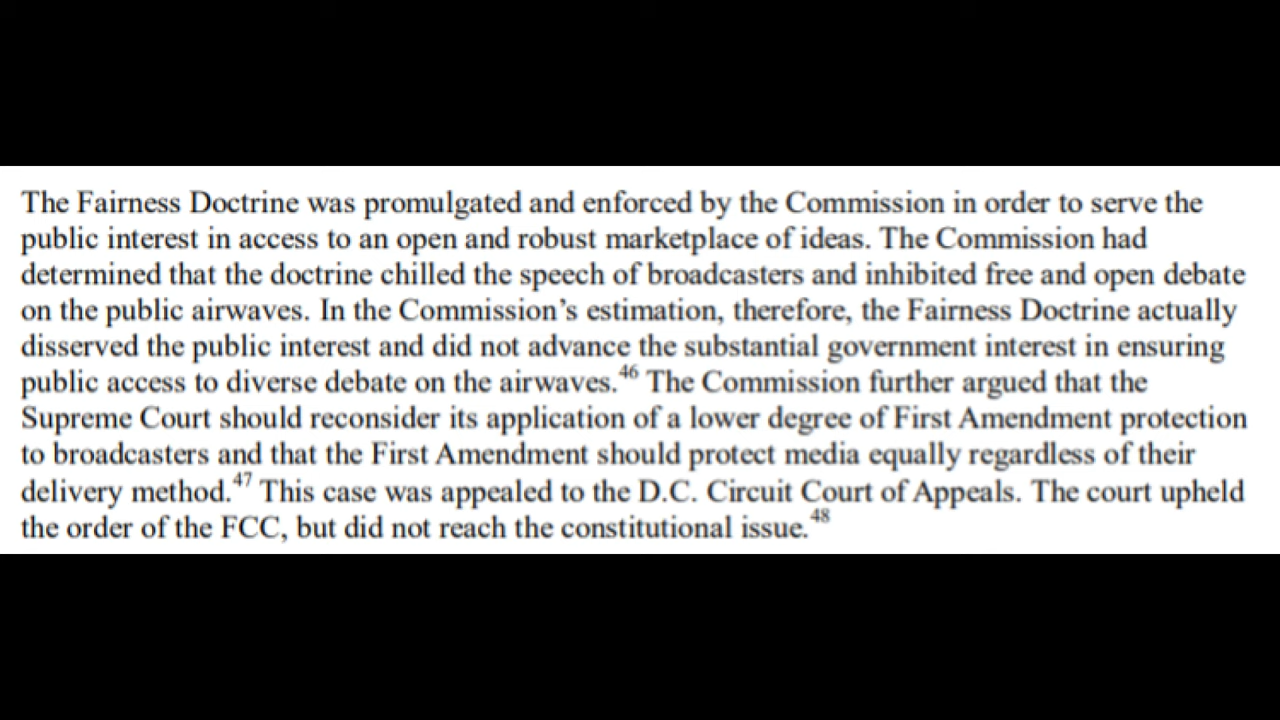 The Fairness Doctrine was promulgated and enforced by the Commission in order to serve the
public interest in access to an open and robust marketplace of ideas. The Commission had
determined that the doctrine chilled the speech of broadcasters and inhibited free and open debate
on the public airwaves. In the Commission’s estimation, therefore, the Fairness Doctrine actually
disserved the public interest and did not advance the substantial government interest in ensuring
public access to diverse debate on the airwaves.46 The Commission further argued that the
Supreme Court should reconsider its application of a lower degree of First Amendment protection
to broadcasters and that the First Amendment should protect media equally regardless of their
delivery method.47 This case was appealed to the D.C. Circuit Court of Appeals. The court upheld
the order of the FCC, but did not reach the constitutional issue.48